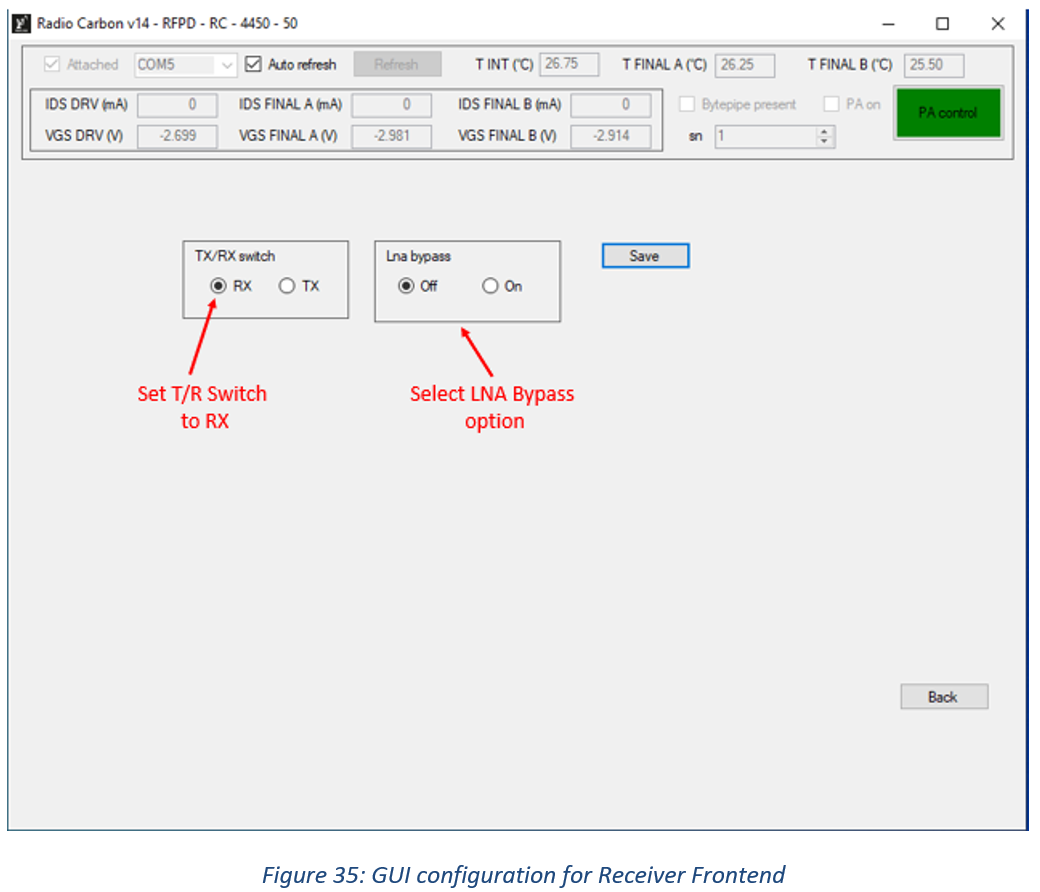 Radio Carbon v14 - RFPD - RC - 4450 - 50
Attached COM5 Auto refresh Refresh T INT (°C) 26.75 T FINAL A (°C) 26.25 T FINAL B (°C) 25.50
IDS DRV (mA) 0 IDS FINAL A (mA) 0 IDS FINAL B (mA) 0 Bytepipe present PA on PA control
VGS DRV (V) -2.699 VGS FINAL A (V) -2.981 VGS FINAL B (V) -2.914 sn 1
TX/RX switch Lna bypass Save
RX TX Off On
Set T/R Switch
to RX
Select LNA Bypass
option
Back
Figure 35: GUI configuration for Receiver Frontend